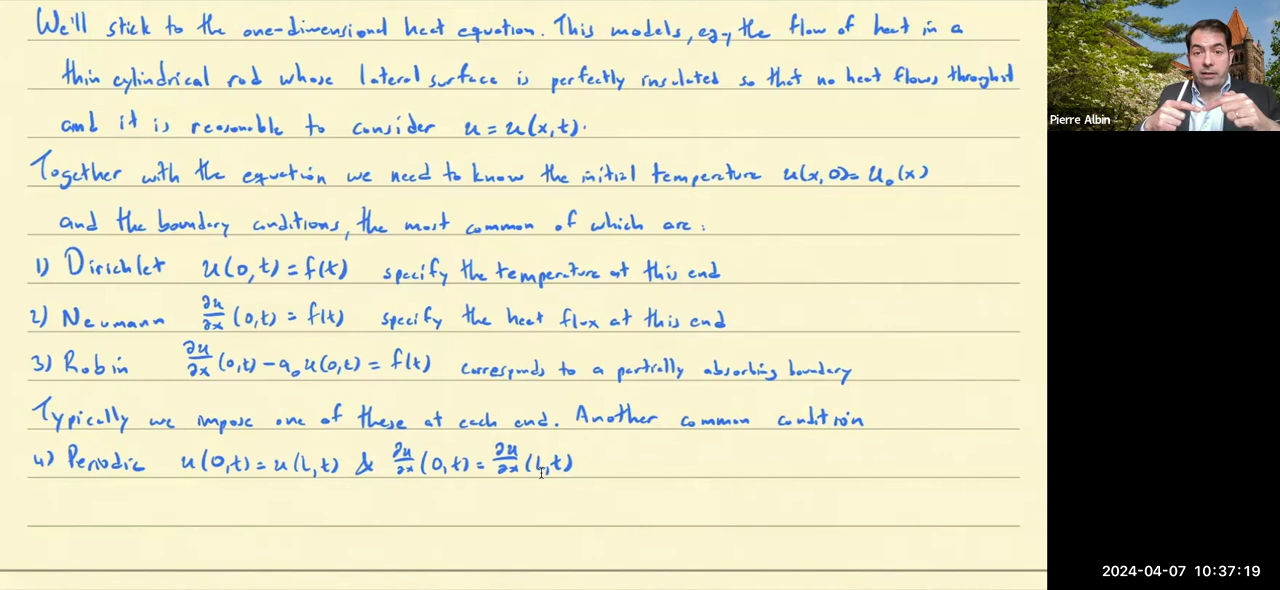 We'll stick to the one-dimensional heat equation. This models, eg, the flow of heat in a
thin cylindrical rod whose lateral surface is perfectly insulated so that no heat flows through it
and it is reasonable to consider u = u(x,t).
Together with the equation we need to know the initial temperature u(x,0) = u₀(x)
and the boundary conditions, the most common of which are:
1) Dirichlet u(0,t) = f(t) specify the temperature at this end
2) Neumann ∂u/∂x (0,t) = f(t) specify the heat flux at this end
3) Robin ∂u/∂x (0,t) - a₀ u(0,t) = f(t) corresponds to a partially absorbing boundary
Typically we impose one of these at each end. Another common condition
4) Periodic u(0,t) = u(L,t) & ∂u/∂x (0,t) = ∂u/∂x (L,t)
Pierre Albin
2024-04-07 10:37:19